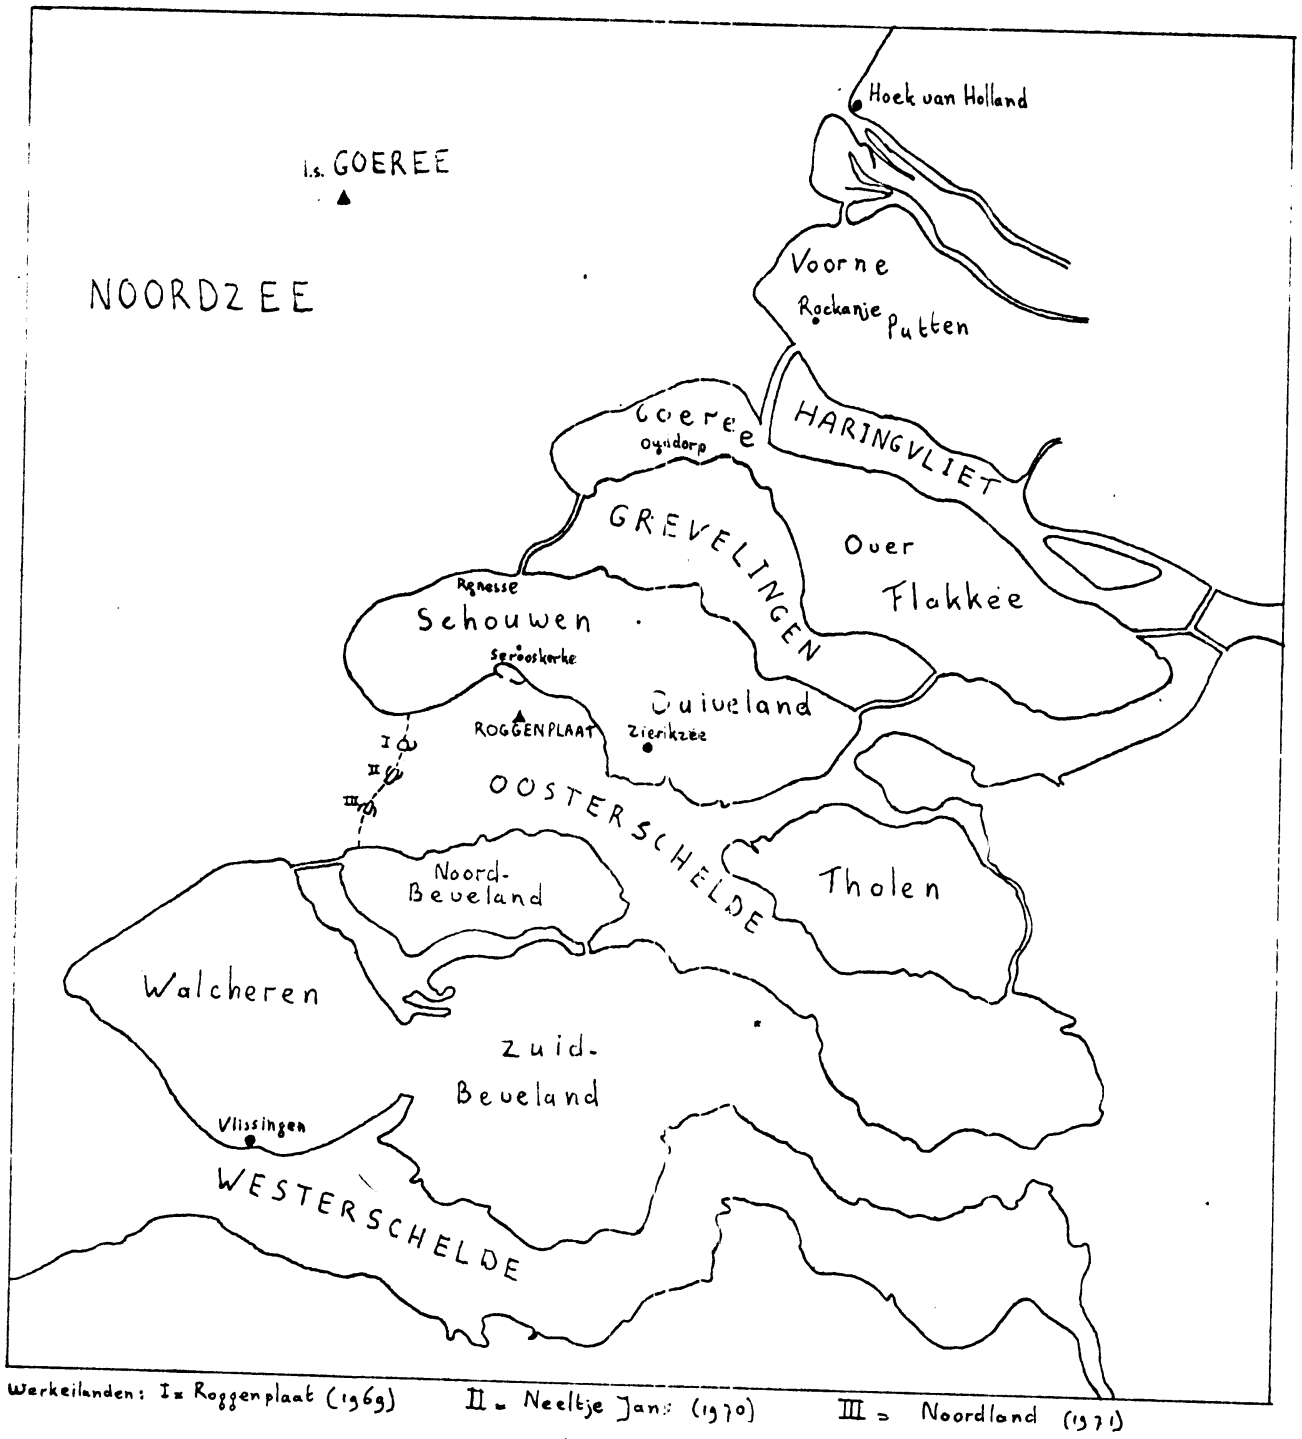 Hoek van Holland
l.s. GOEREE
NOORDZEE
Voorne
Rockanje
Putten
Goeree
Ouddorp
HARINGVLIET
GREVELINGEN
Over
Flakkee
Renesse
Schouwen
Serooskerke
Duiveland
ROGGENPLAAT
Zierikzee
I
II
III
OOSTERSCHELDE
Noord-
Beveland
Tholen
Walcheren
Zuid-
Beveland
Vlissingen
WESTERSCHELDE
Werkeilanden: I = Roggenplaat (1969) II = Neeltje Jans (1970) III = Noordland (1971)